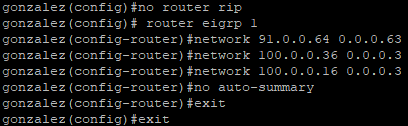 gonzalez(config)#no router rip
gonzalez(config)# router eigrp 1
gonzalez(config-router)#network 91.0.0.64 0.0.0.63
gonzalez(config-router)#network 100.0.0.36 0.0.0.3
gonzalez(config-router)#network 100.0.0.16 0.0.0.3
gonzalez(config-router)#no auto-summary
gonzalez(config-router)#exit
gonzalez(config)#exit